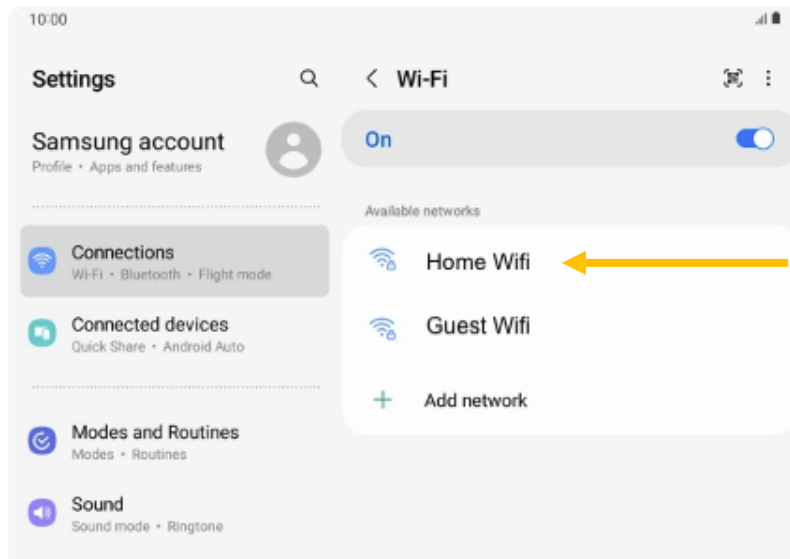 10:00
Settings
Wi-Fi
Samsung account
Profile • Apps and features
On
Available networks
Connections
Wi-Fi • Bluetooth • Flight mode
Home Wifi
Connected devices
Quick Share • Android Auto
Guest Wifi
Add network
Modes and Routines
Modes • Routines
Sound
Sound mode • Ringtone